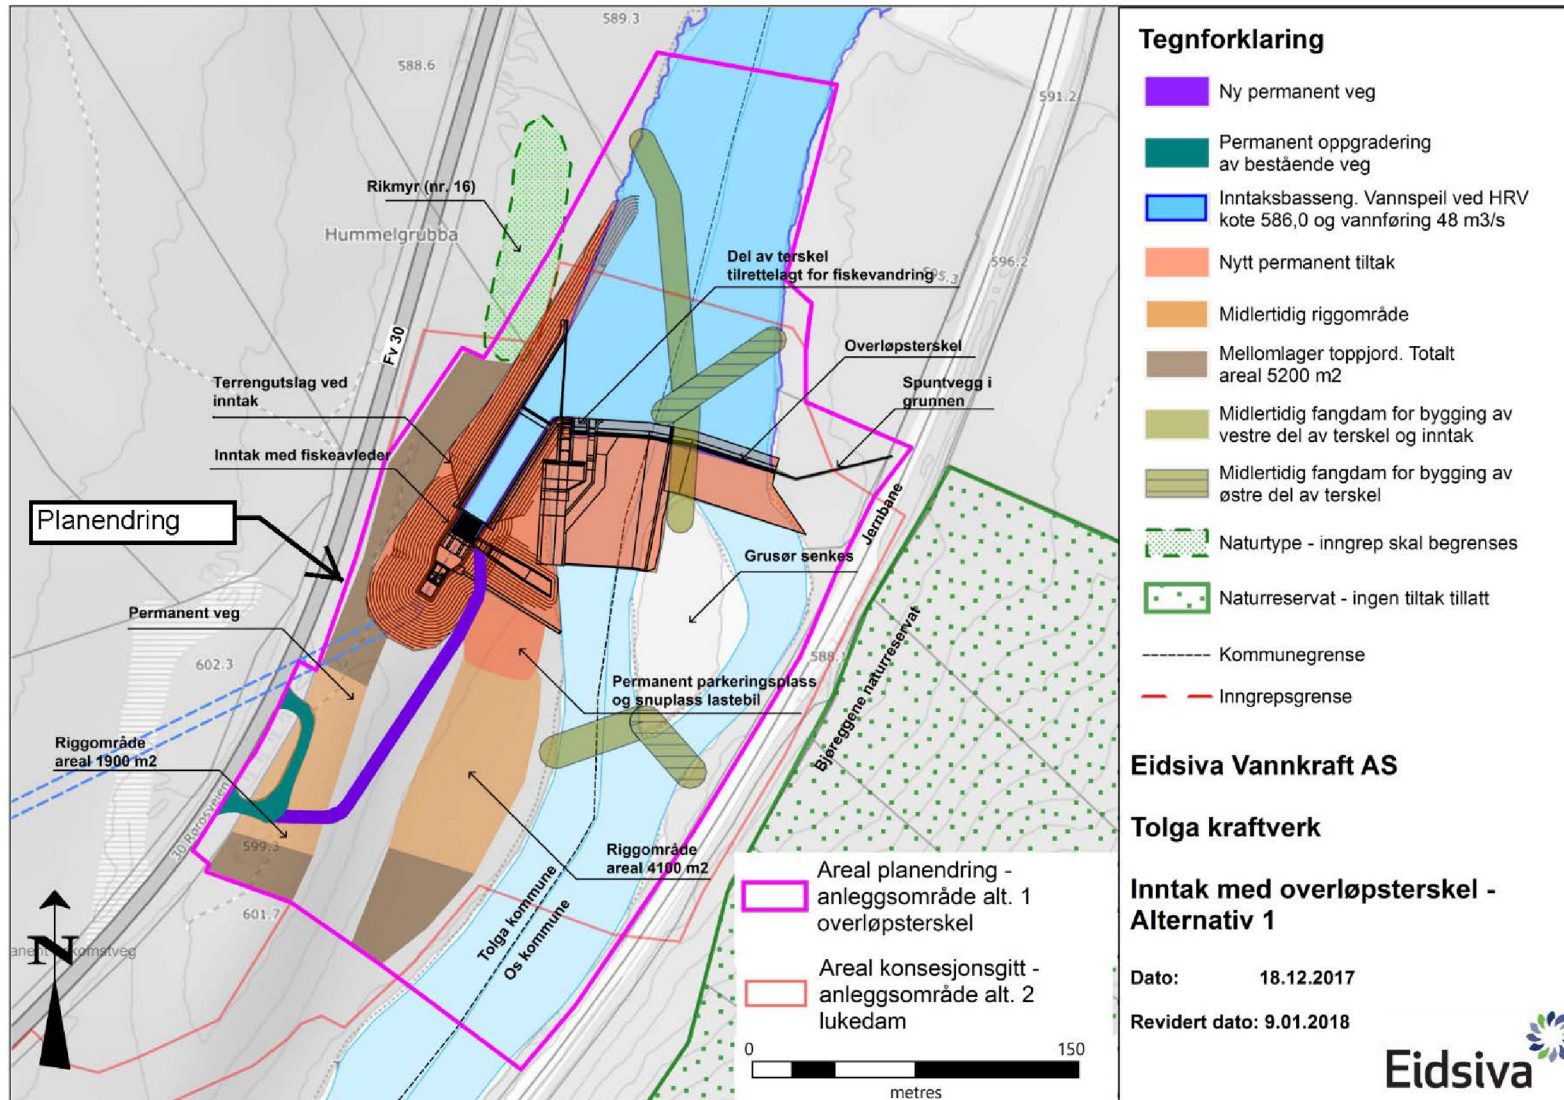 589.3
588.6
591.2
Rikmyr (nr. 16)
Hummelgrubba
Del av terskel
tilrettelagt for fiskevandring
595.3
596.2
Fv 30
Overløpsterskel
Terrengutslag ved
inntak
Spuntvegg i
grunnen
Inntak med fiskeavleder
Planendring
Jernbane
Grusør senkes
Permanent veg
602.3
588.1
Permanent parkeringsplass
og snuplass lastebil
Bjøreggene naturreservat
Riggområde
areal 1900 m2
30 Rørosveien
599.3
Riggområde
areal 4100 m2
601.7
Tolga kommune
Os kommune
N
Areal planendring -
anleggsområde alt. 1
overløpsterskel
Areal konsesjonsgitt -
anleggsområde alt. 2
lukedam
0 150
metres
Tegnforklaring
Ny permanent veg
Permanent oppgradering
av bestående veg
Inntaksbasseng. Vannspeil ved HRV
kote 586,0 og vannføring 48 m3/s
Nytt permanent tiltak
Midlertidig riggområde
Mellomlager toppjord. Totalt
areal 5200 m2
Midlertidig fangdam for bygging av
vestre del av terskel og inntak
Midlertidig fangdam for bygging av
østre del av terskel
Naturtype - inngrep skal begrenses
Naturreservat - ingen tiltak tillatt
Kommunegrense
Inngrepsgrense
Eidsiva Vannkraft AS
Tolga kraftverk
Inntak med overløpsterskel -
Alternativ 1
Dato: 18.12.2017
Revidert dato: 9.01.2018
Eidsiva